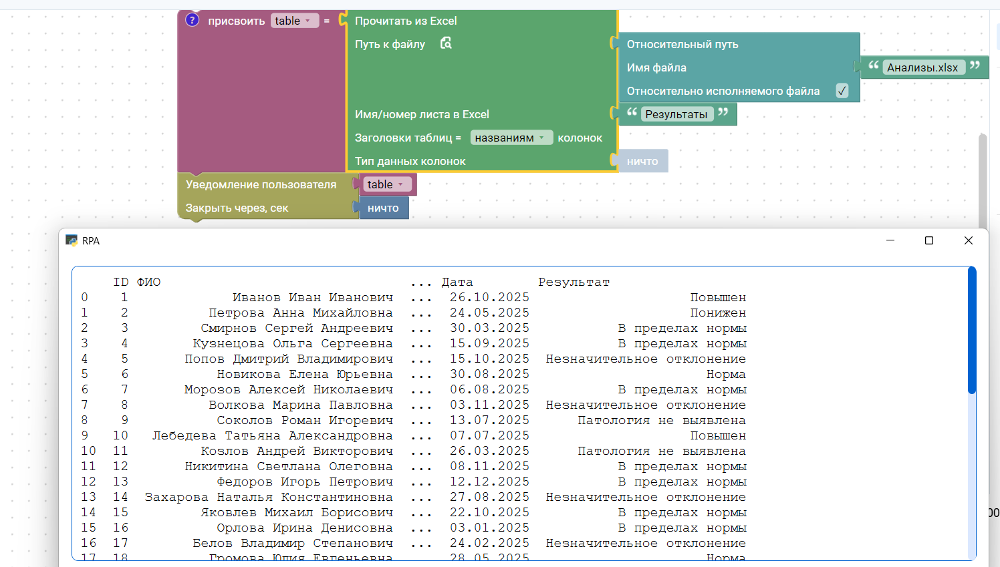 ? присвоить table = Прочитать из Excel
Путь к файлу Относительный путь
Имя файла “ Анализы.xlsx ”
Относительно исполняемого файла ✓
Имя/номер листа в Excel “ Результаты ”
Заголовки таблиц = названиям колонок
Тип данных колонок ничто
Уведомление пользователя table
Закрыть через, сек ничто
RPA
ID ФИО ... Дата Результат
0 1 Иванов Иван Иванович ... 26.10.2025 Повышен
1 2 Петрова Анна Михайловна ... 24.05.2025 Понижен
2 3 Смирнов Сергей Андреевич ... 30.03.2025 В пределах нормы
3 4 Кузнецова Ольга Сергеевна ... 15.09.2025 В пределах нормы
4 5 Попов Дмитрий Владимирович ... 15.10.2025 Незначительное отклонение
5 6 Новикова Елена Юрьевна ... 30.08.2025 Норма
6 7 Морозов Алексей Николаевич ... 06.08.2025 В пределах нормы
7 8 Волкова Марина Павловна ... 03.11.2025 Незначительное отклонение
8 9 Соколов Роман Игоревич ... 13.07.2025 Патология не выявлена
9 10 Лебедева Татьяна Александровна ... 07.07.2025 Повышен
10 11 Козлов Андрей Викторович ... 26.03.2025 Патология не выявлена
11 12 Никитина Светлана Олеговна ... 08.11.2025 В пределах нормы
12 13 Федоров Игорь Петрович ... 12.12.2025 В пределах нормы
13 14 Захарова Наталья Константиновна ... 27.08.2025 Незначительное отклонение
14 15 Яковлев Михаил Борисович ... 22.10.2025 В пределах нормы
15 16 Орлова Ирина Денисовна ... 03.01.2025 В пределах нормы
16 17 Белов Владимир Степанович ... 24.02.2025 Незначительное отклонение
17 18 Громова Юлия Евгеньевна ... 28.05.2025 Норма
00